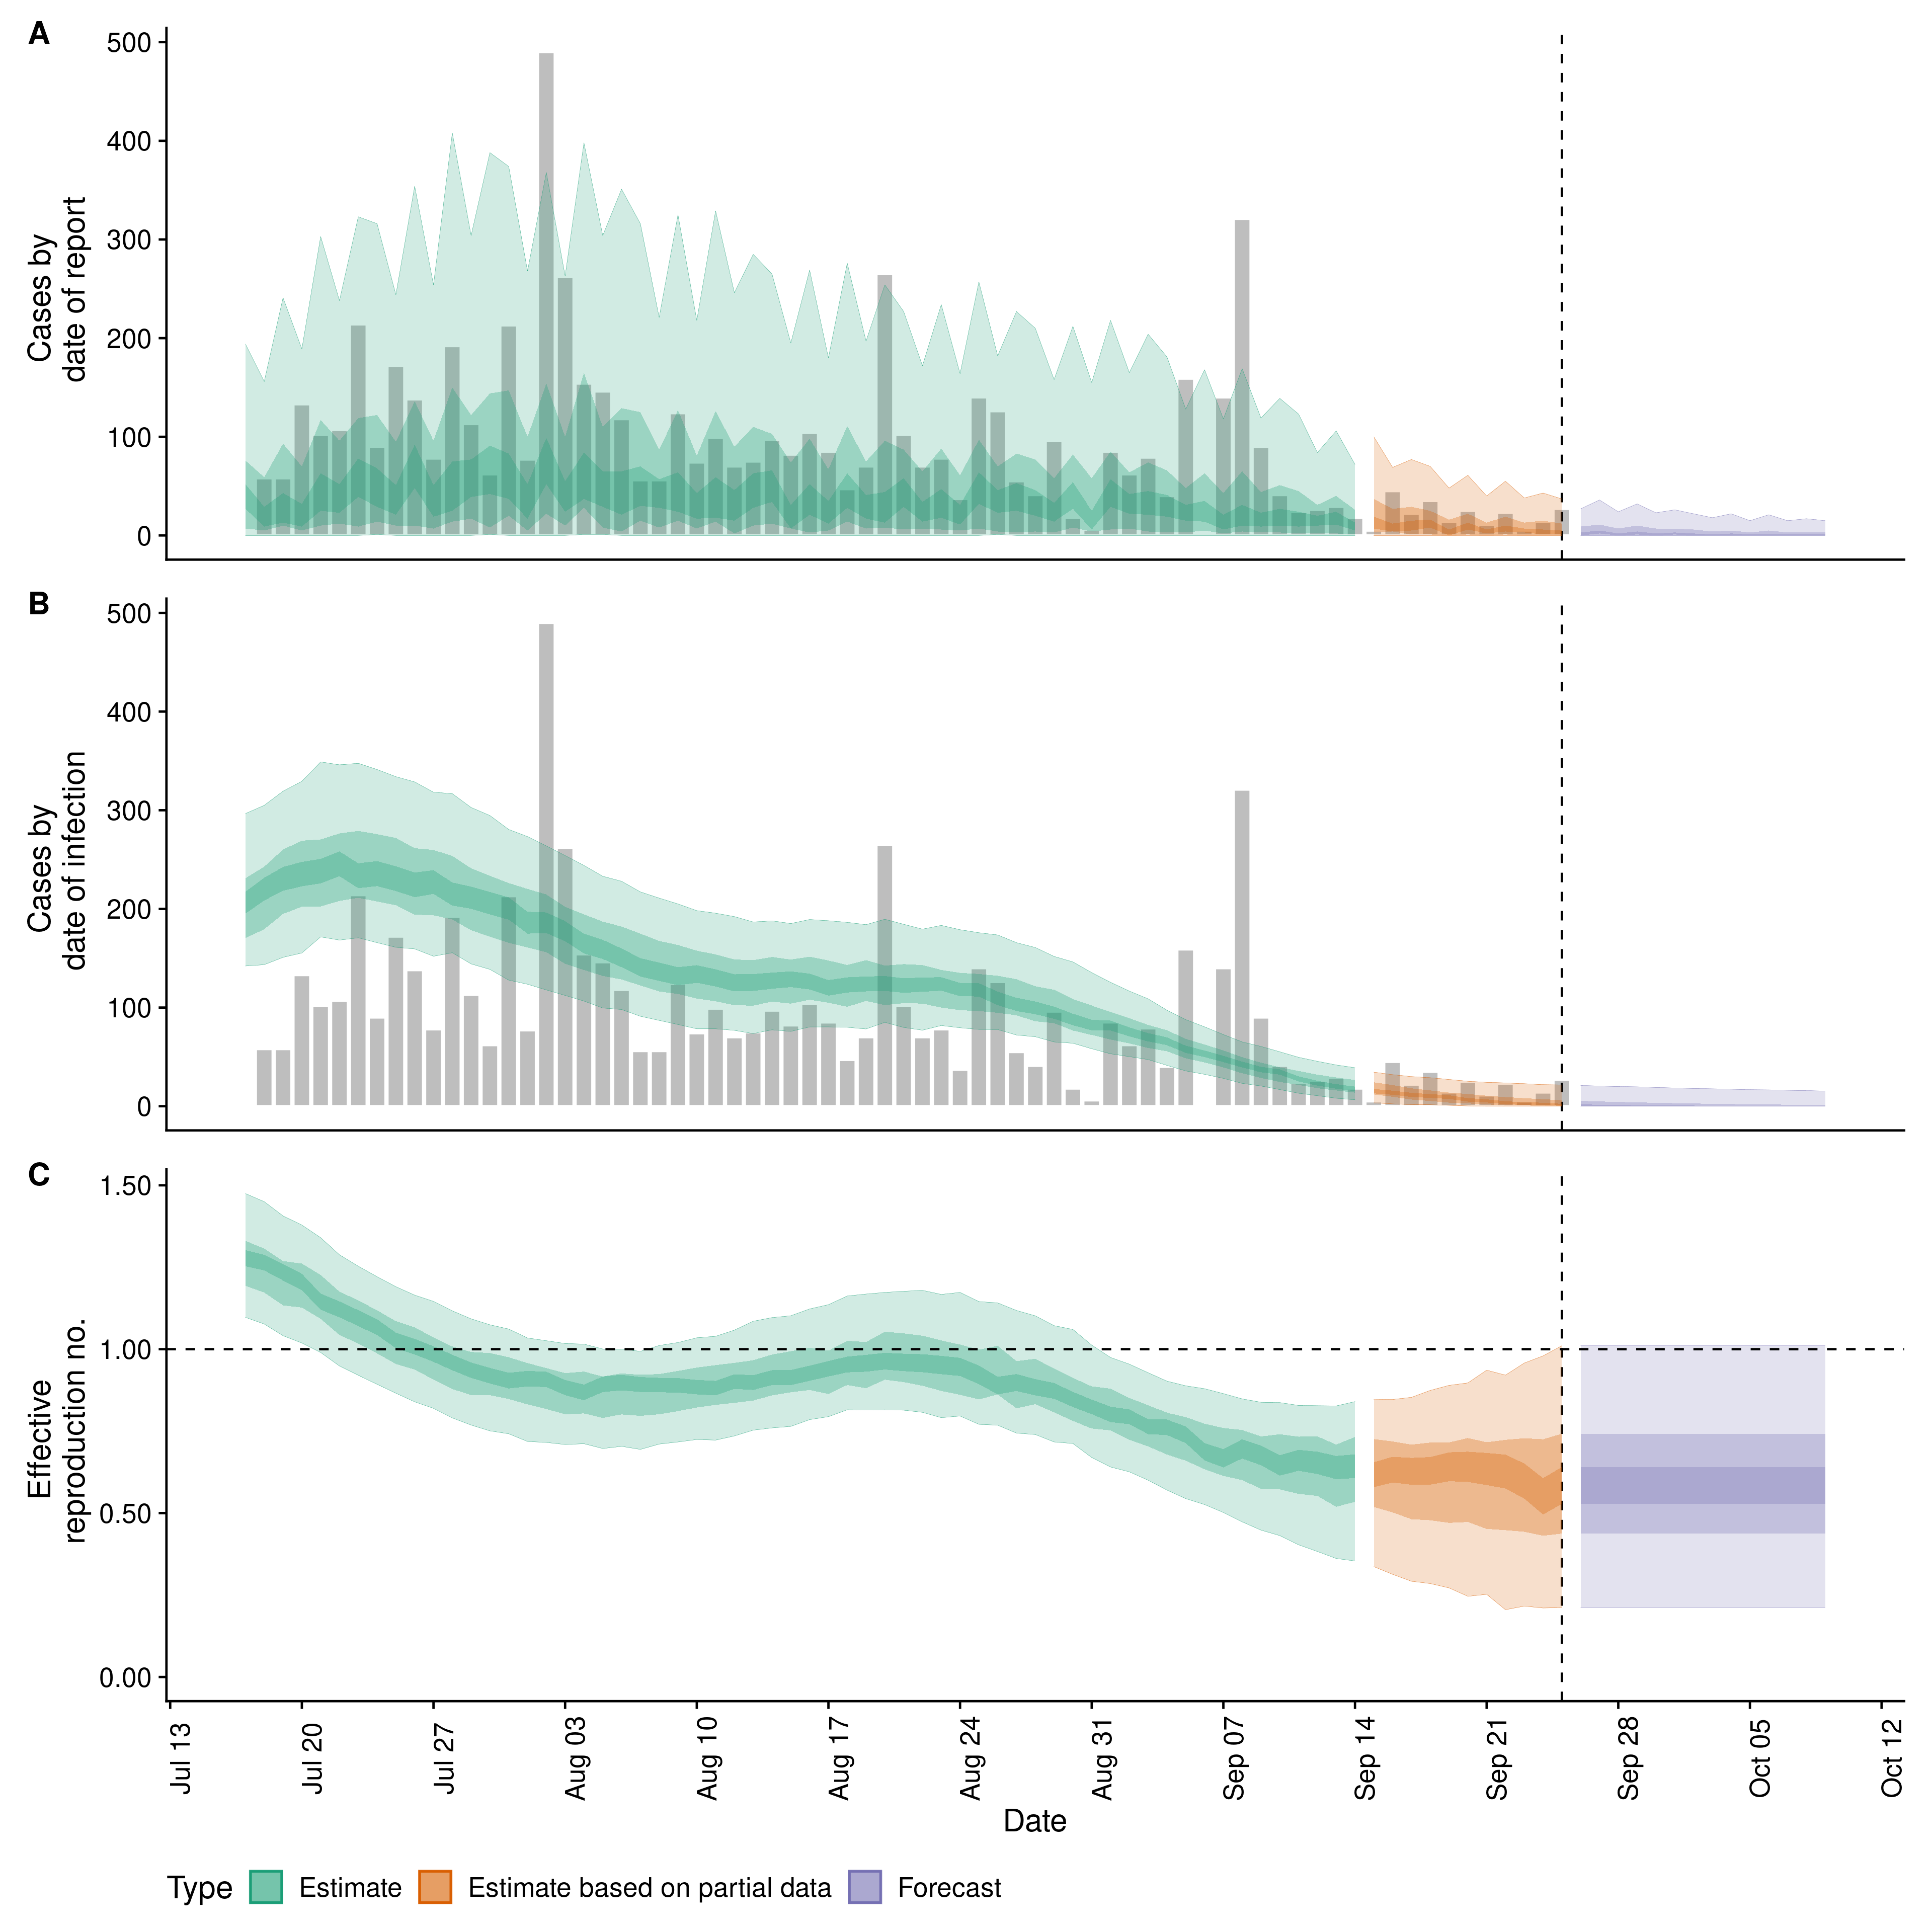 A
500
400
300
200
100
0
Cases by
date of report
B
500
400
300
200
100
0
Cases by
date of infection
C
1.50
1.00
0.50
0.00
Effective
reproduction no.
Jul 13
Jul 20
Jul 27
Aug 03
Aug 10
Aug 17
Aug 24
Aug 31
Sep 07
Sep 14
Sep 21
Sep 28
Oct 05
Oct 12
Date
Type Estimate Estimate based on partial data Forecast